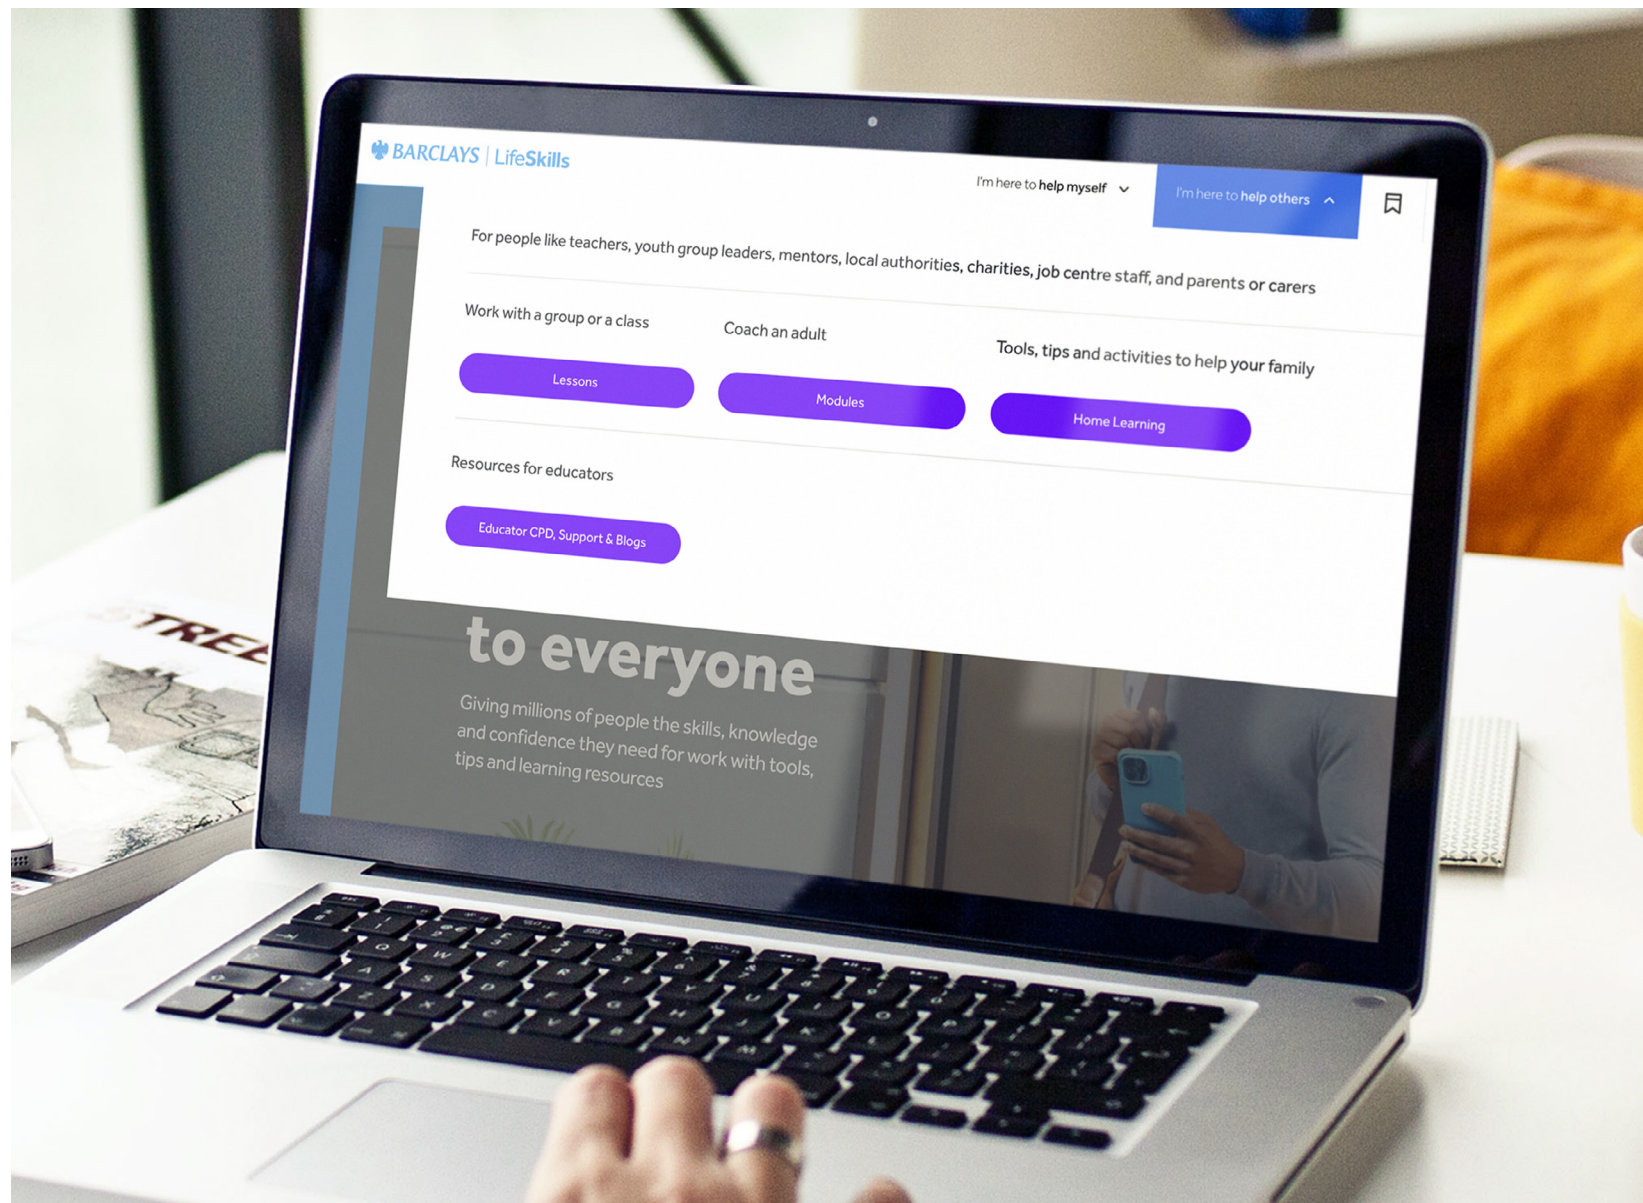 BARCLAYS | LifeSkills
I'm here to help myself
I'm here to help others
For people like teachers, youth group leaders, mentors, local authorities, charities, job centre staff, and parents or carers
Work with a group or a class
Coach an adult
Tools, tips and activities to help your family
Lessons
Modules
Home Learning
Resources for educators
Educator CPD, Support & Blogs
to everyone
Giving millions of people the skills, knowledge
and confidence they need for work with tools,
tips and learning resources
TREE